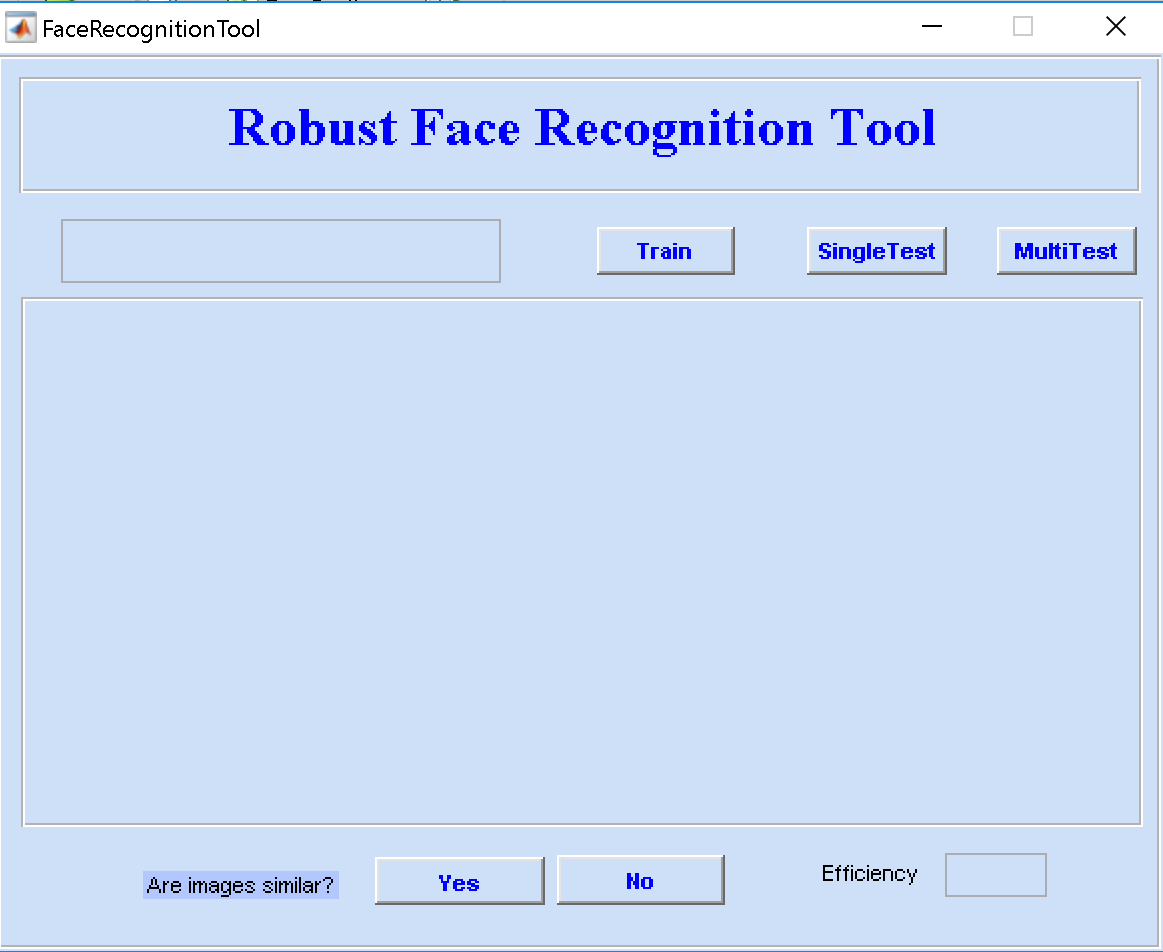 FaceRecognitionTool
Robust Face Recognition Tool
Train SingleTest MultiTest
Are images similar? Yes No Efficiency